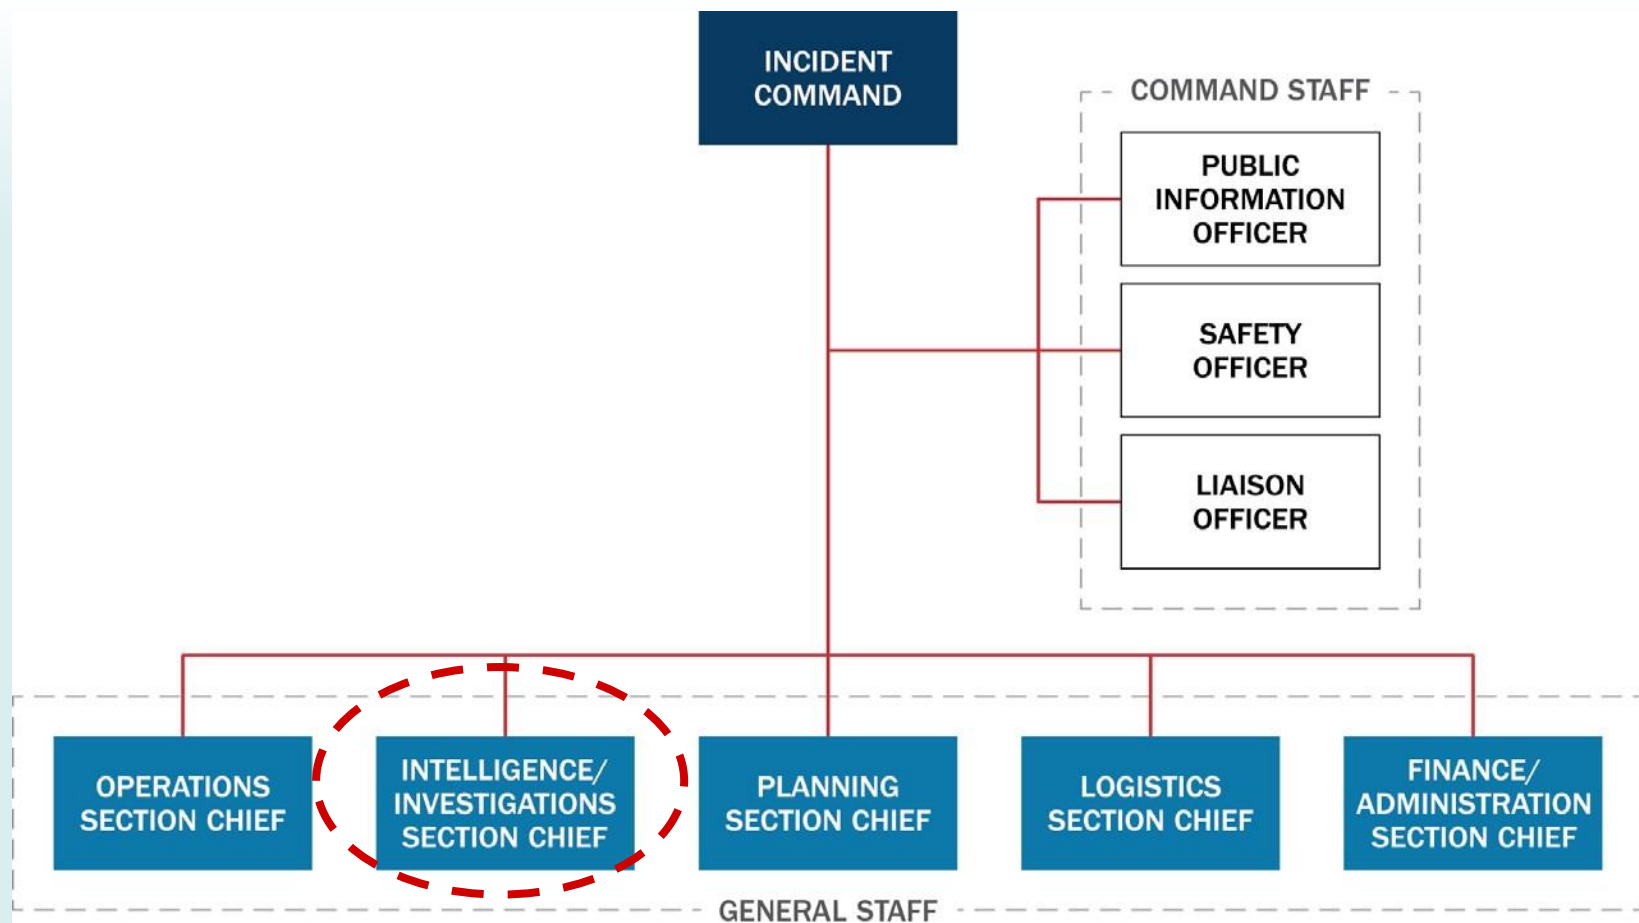 INCIDENT
COMMAND
COMMAND STAFF
PUBLIC
INFORMATION
OFFICER
SAFETY
OFFICER
LIAISON
OFFICER
OPERATIONS
SECTION CHIEF
INTELLIGENCE/
INVESTIGATIONS
SECTION CHIEF
PLANNING
SECTION CHIEF
LOGISTICS
SECTION CHIEF
FINANCE/
ADMINISTRATION
SECTION CHIEF
GENERAL STAFF